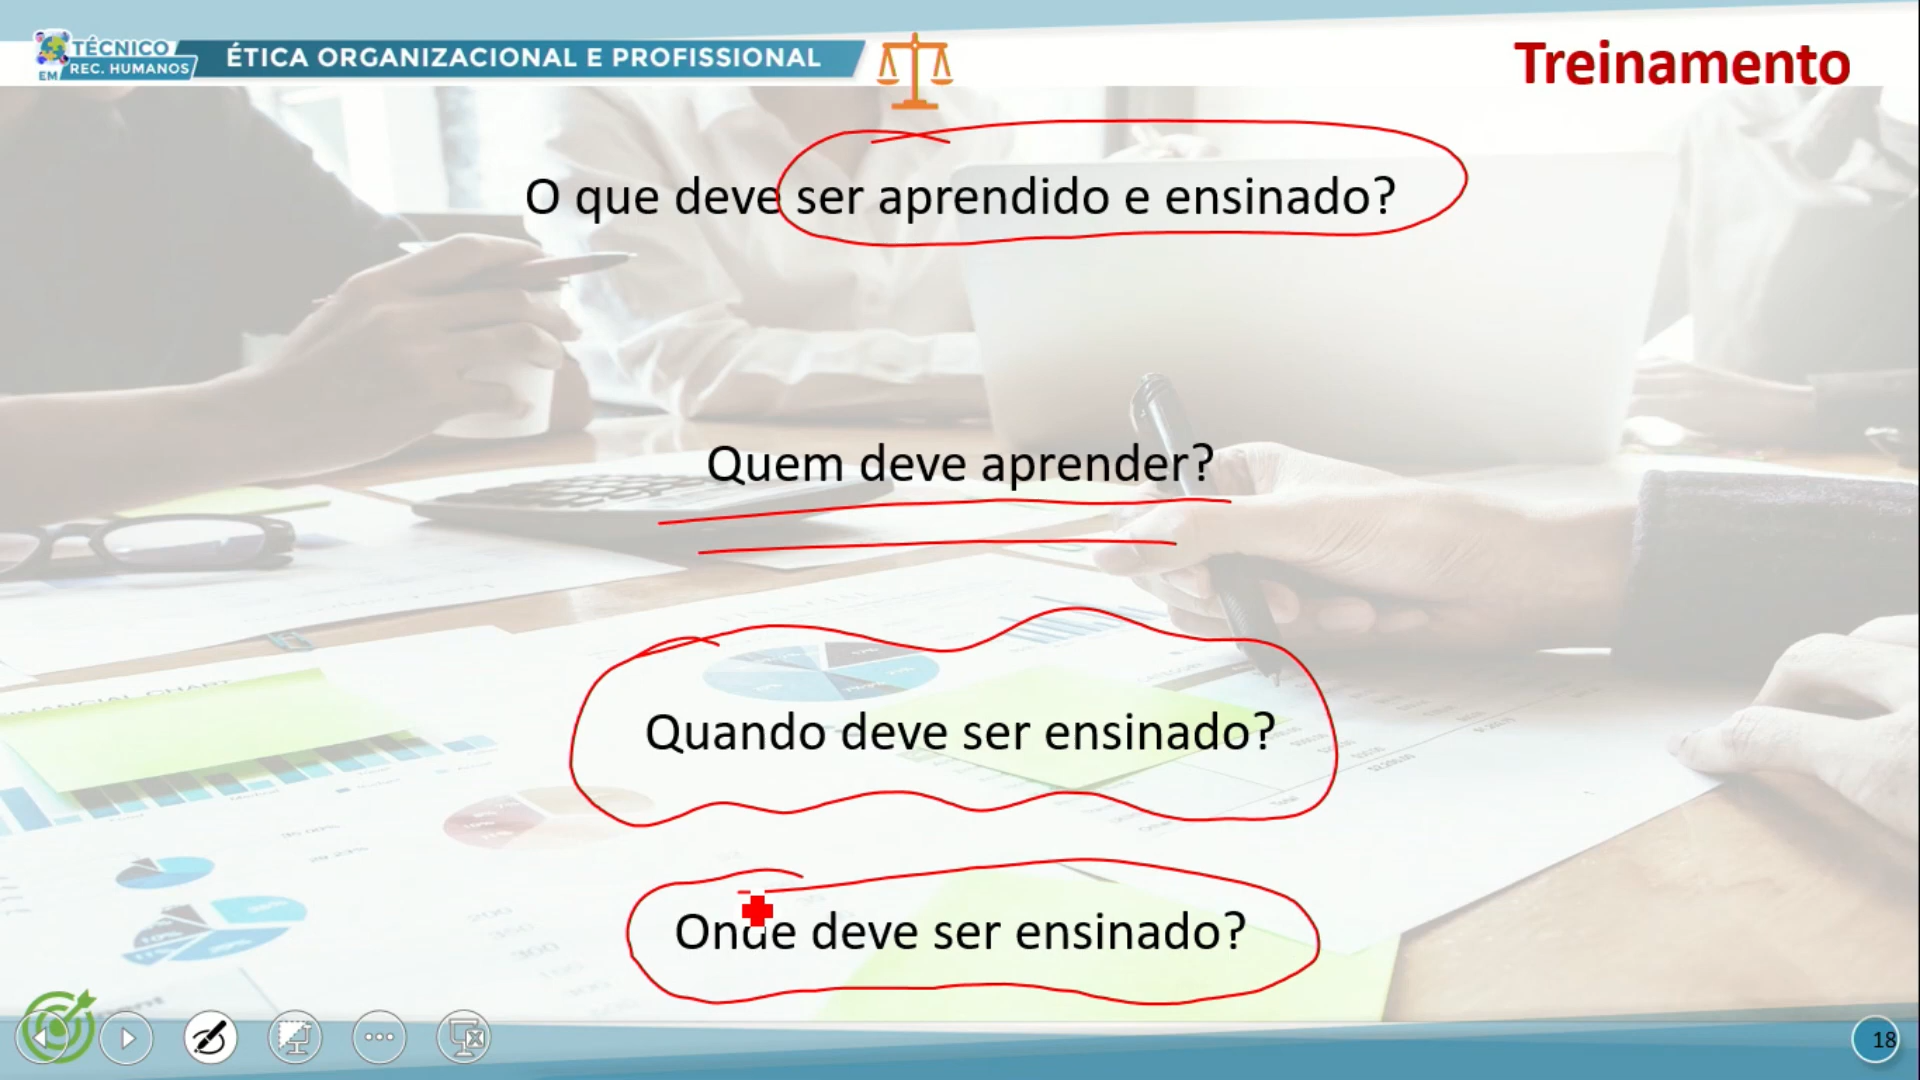 TÉCNICO
EM REC. HUMANOS
ÉTICA ORGANIZACIONAL E PROFISSIONAL
Treinamento
O que deve ser aprendido e ensinado?
Quem deve aprender?
Quando deve ser ensinado?
Onde deve ser ensinado?
18